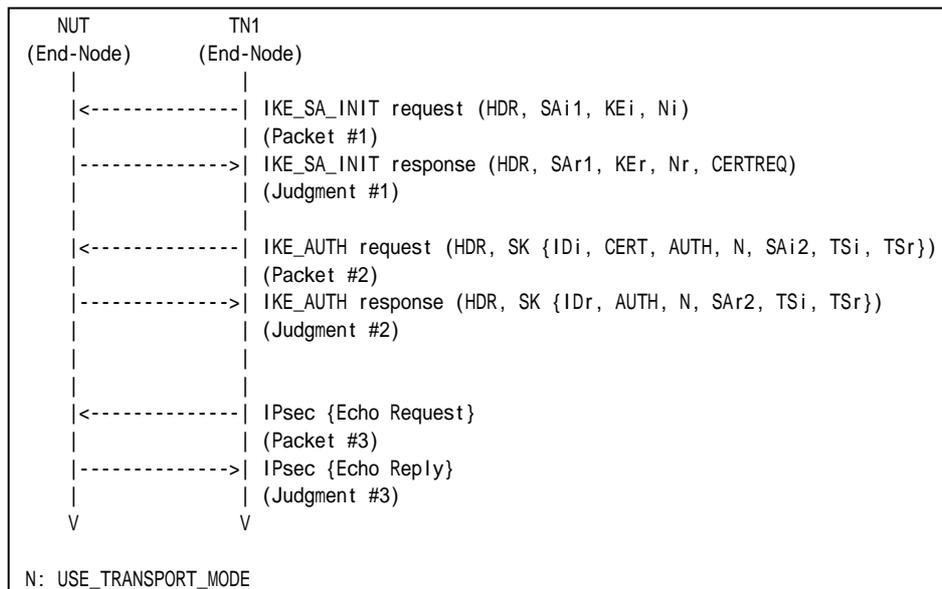 NUT TN1
(End-Node) (End-Node)
| |
|<--------------| IKE_SA_INIT request (HDR, SAi1, KEi, Ni)
| | (Packet #1)
|-------------->| IKE_SA_INIT response (HDR, SAr1, KEr, Nr, CERTREQ)
| | (Judgment #1)
| |
|<--------------| IKE_AUTH request (HDR, SK {IDi, CERT, AUTH, N, SAi2, TSi, TSr})
| | (Packet #2)
|-------------->| IKE_AUTH response (HDR, SK {IDr, AUTH, N, SAr2, TSi, TSr})
| | (Judgment #2)
| |
| |
|<--------------| IPsec {Echo Request}
| | (Packet #3)
|-------------->| IPsec {Echo Reply}
| | (Judgment #3)
V V
N: USE_TRANSPORT_MODE